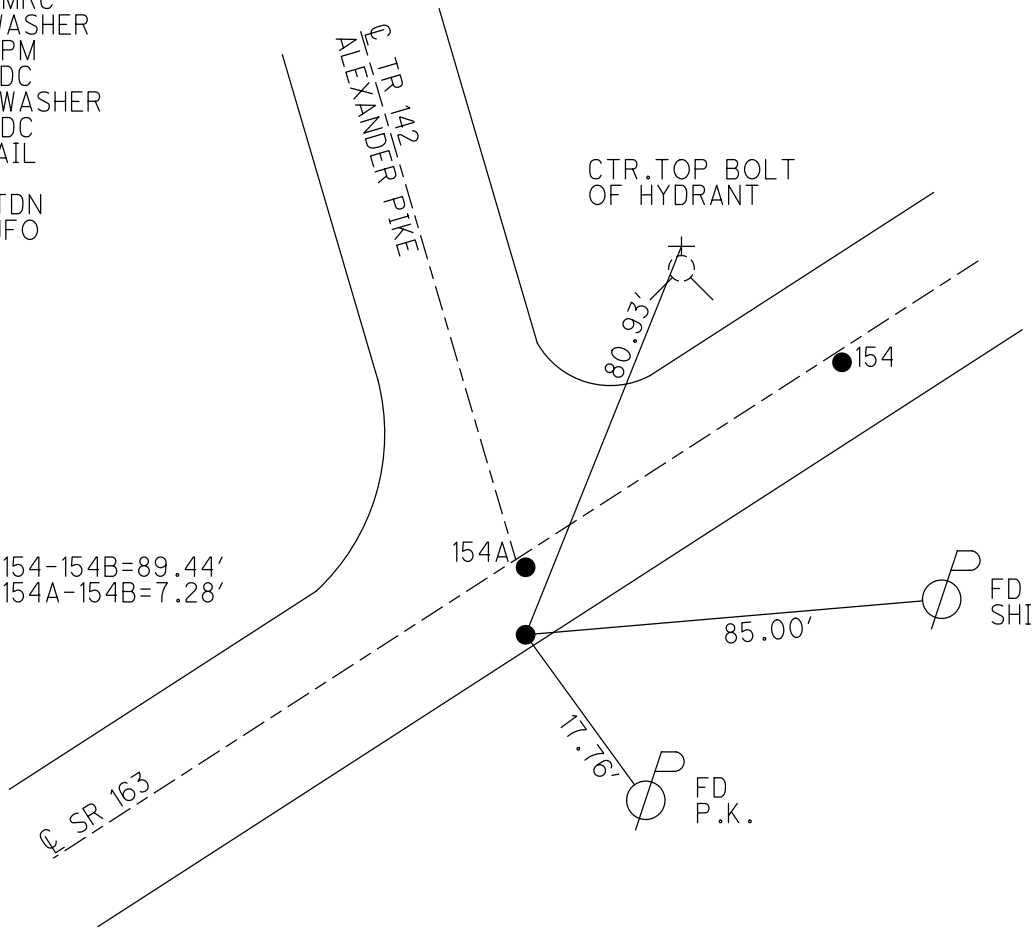 WASHER
PM
DC
WASHER
DC
AIL
TDN
℄ TR 142
ALEXANDER PIKE
CTR.TOP BOLT
OF HYDRANT
80.93'
154
154A
154-154B=89.44'
154A-154B=7.28'
85.00'
FD
SHI
17.76'
FD
P.K.
℄ SR 163